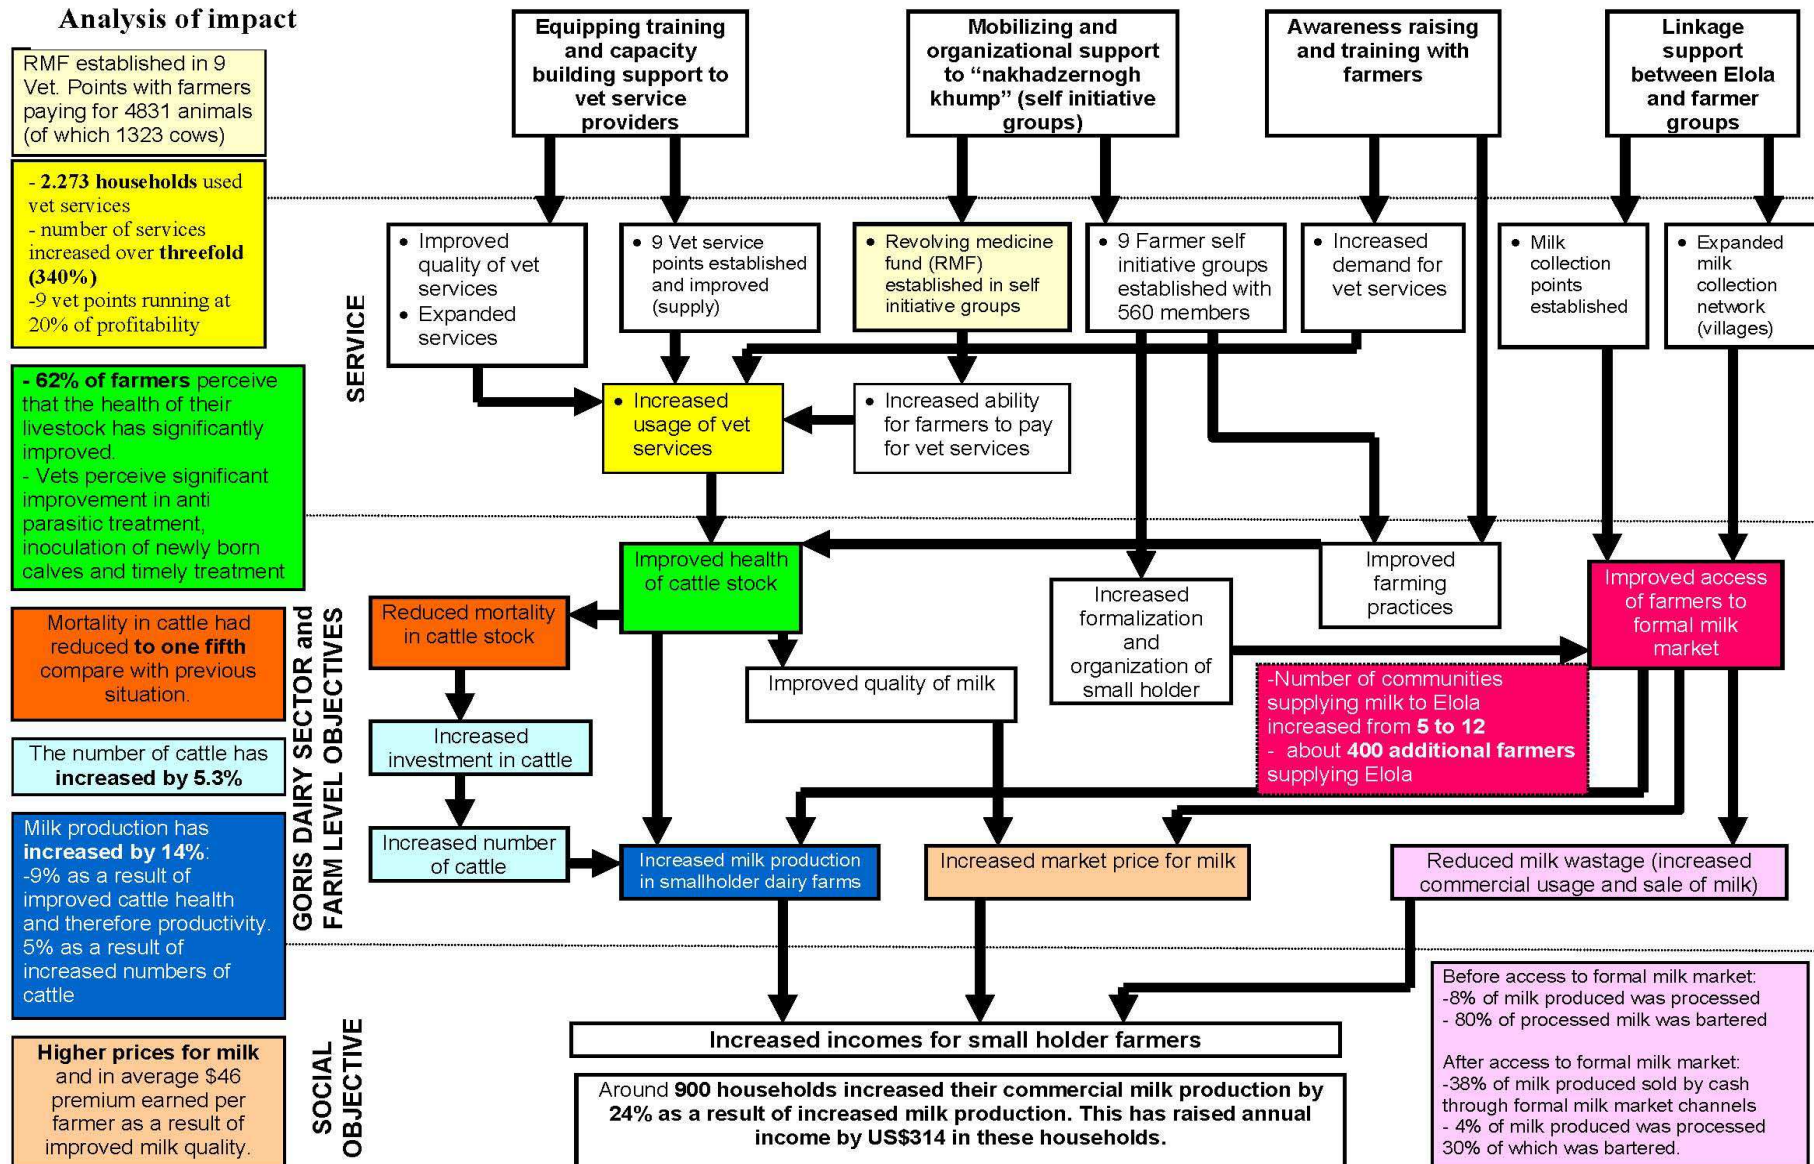 Analysis of impact
RMF established in 9
Vet. Points with farmers
paying for 4831 animals
(of which 1323 cows)
- 2.273 households used
vet services
- number of services
increased over threefold
(340%)
-9 vet points running at
20% of profitability
- 62% of farmers perceive
that the health of their
livestock has significantly
improved.
- Vets perceive significant
improvement in anti
parasitic treatment,
inoculation of newly born
calves and timely treatment
Mortality in cattle had
reduced to one fifth
compare with previous
situation.
The number of cattle has
increased by 5.3%
Milk production has
increased by 14%:
-9% as a result of
improved cattle health
and therefore productivity.
5% as a result of
increased numbers of
cattle
Higher prices for milk
and in average $46
premium earned per
farmer as a result of
improved milk quality.
Equipping training
and capacity
building support to
vet service
providers
Mobilizing and
organizational support
to “nakhadzernogh
khump” (self initiative
groups)
Awareness raising
and training with
farmers
Linkage
support
between Elola
and farmer
groups
SERVICE
• Improved
quality of vet
services
• Expanded
services
• 9 Vet service
points established
and improved
(supply)
• Revolving medicine
fund (RMF)
established in self
initiative groups
• 9 Farmer self
initiative groups
established with
560 members
• Increased
demand for
vet services
• Milk
collection
points
established
• Expanded
milk
collection
network
(villages)
• Increased
usage of vet
services
• Increased ability
for farmers to pay
for vet services
GORIS DAIRY SECTOR and
FARM LEVEL OBJECTIVES
Improved health
of cattle stock
Improved
farming
practices
Improved access
of farmers to
formal milk
market
Reduced mortality
in cattle stock
Increased
formalization
and
organization of
small holder
Improved quality of milk
-Number of communities
supplying milk to Elola
increased from 5 to 12
- about 400 additional farmers
supplying Elola
Increased
investment in cattle
Increased number
of cattle
Increased milk production
in smallholder dairy farms
Increased market price for milk
Reduced milk wastage (increased
commercial usage and sale of milk)
SOCIAL
OBJECTIVE
Increased incomes for small holder farmers
Around 900 households increased their commercial milk production by
24% as a result of increased milk production. This has raised annual
income by US$314 in these households.
Before access to formal milk market:
-8% of milk produced was processed
- 80% of processed milk was bartered
After access to formal milk market:
-38% of milk produced sold by cash
through formal milk market channels
- 4% of milk produced was processed
30% of which was bartered.